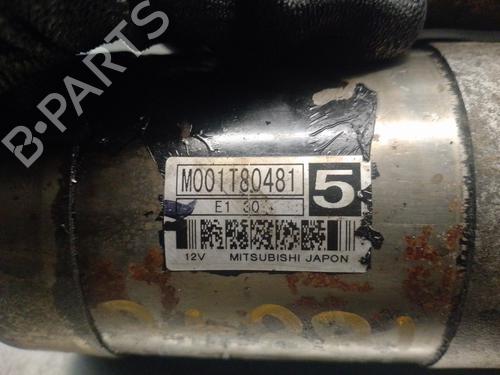 B-PARTS
M001T80481
5
E1 30
12V MITSUBISHI JAPON